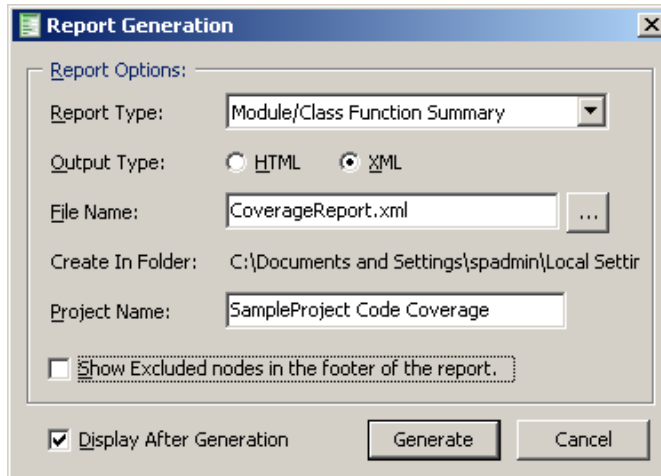 Report Generation
Report Options:
Report Type: Module/Class Function Summary
Output Type: HTML XML
File Name: CoverageReport.xml ...
Create In Folder: C:\Documents and Settings\spadmin\Local Settir
Project Name: SampleProject Code Coverage
Show Excluded nodes in the footer of the report.
Display After Generation Generate Cancel